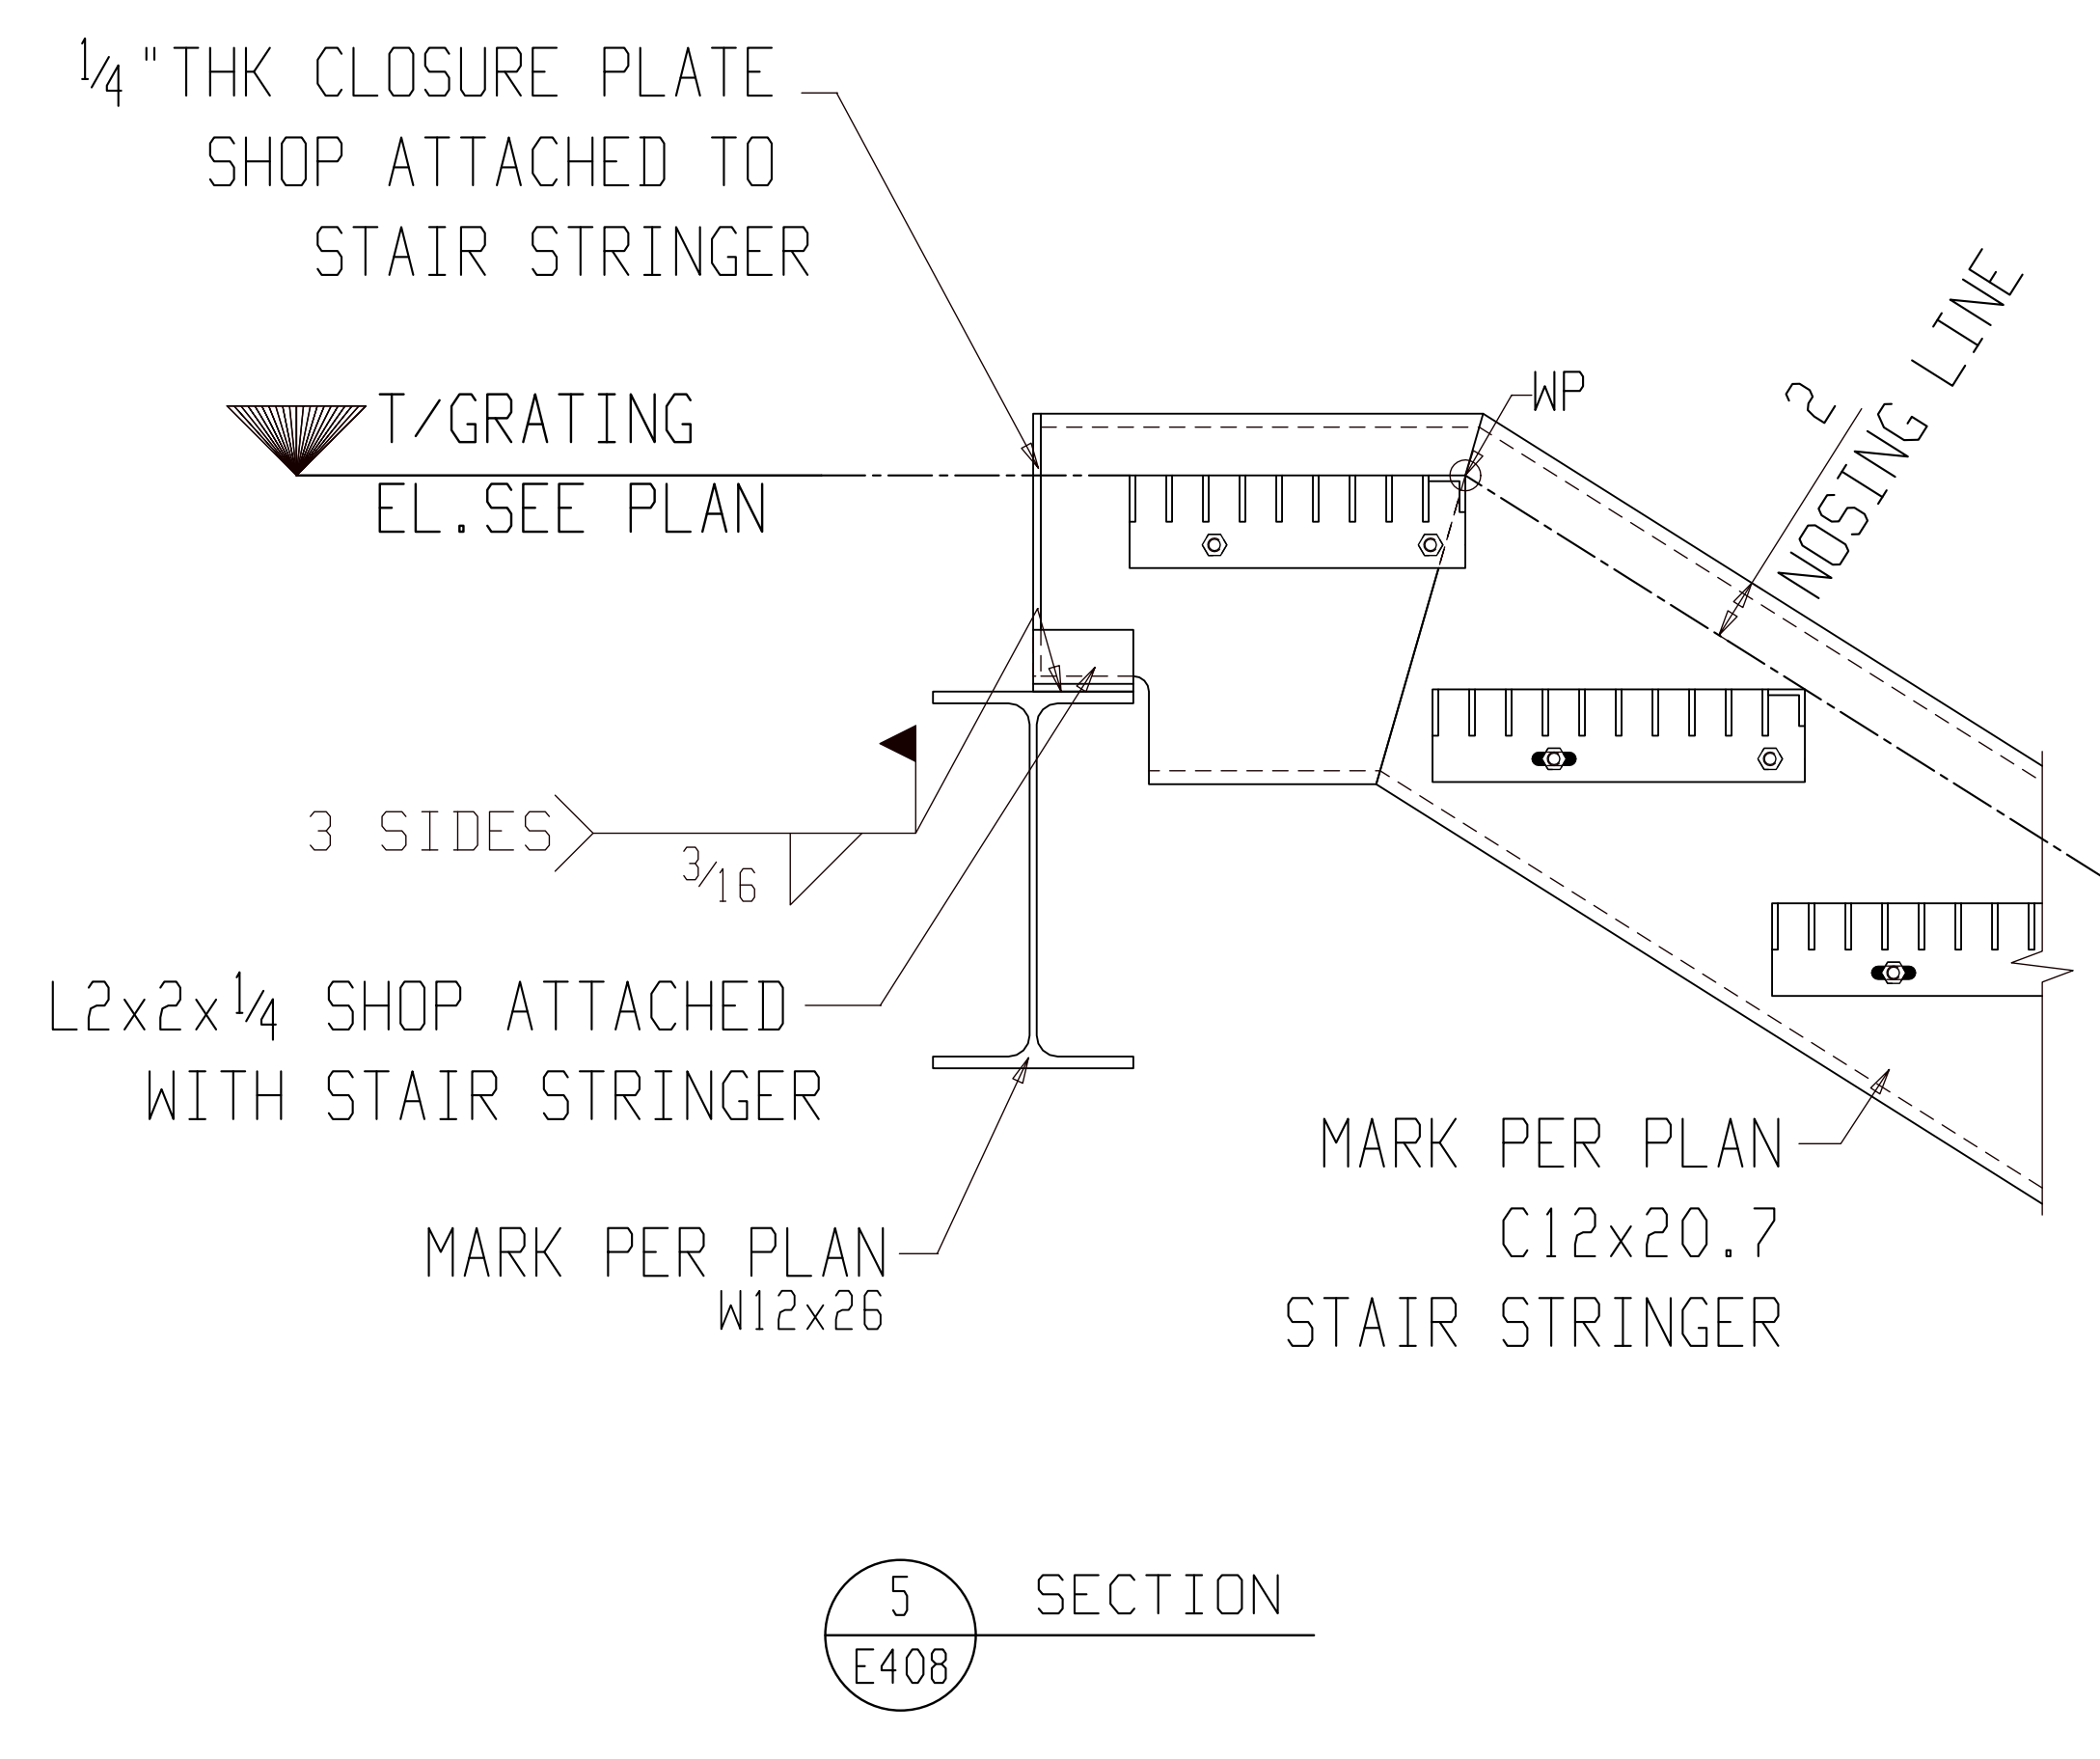 1/4"THK CLOSURE PLATE
SHOP ATTACHED TO
STAIR STRINGER
T/GRATING
EL.SEE PLAN
WP
2
NOSING LINE
3 SIDES
3/16
L2x2x1/4 SHOP ATTACHED
WITH STAIR STRINGER
MARK PER PLAN
W12x26
MARK PER PLAN
C12x20.7
STAIR STRINGER
5
E408
SECTION